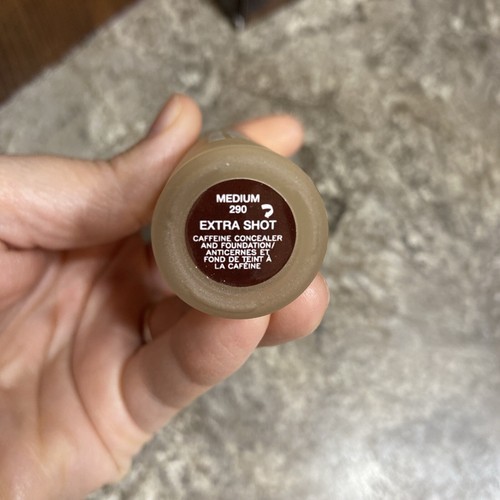 MEDIUM
290
EXTRA SHOT
CAFFEINE CONCEALER
AND FOUNDATION/
ANTICERNES ET
FOND DE TEINT À
LA CAFÉINE